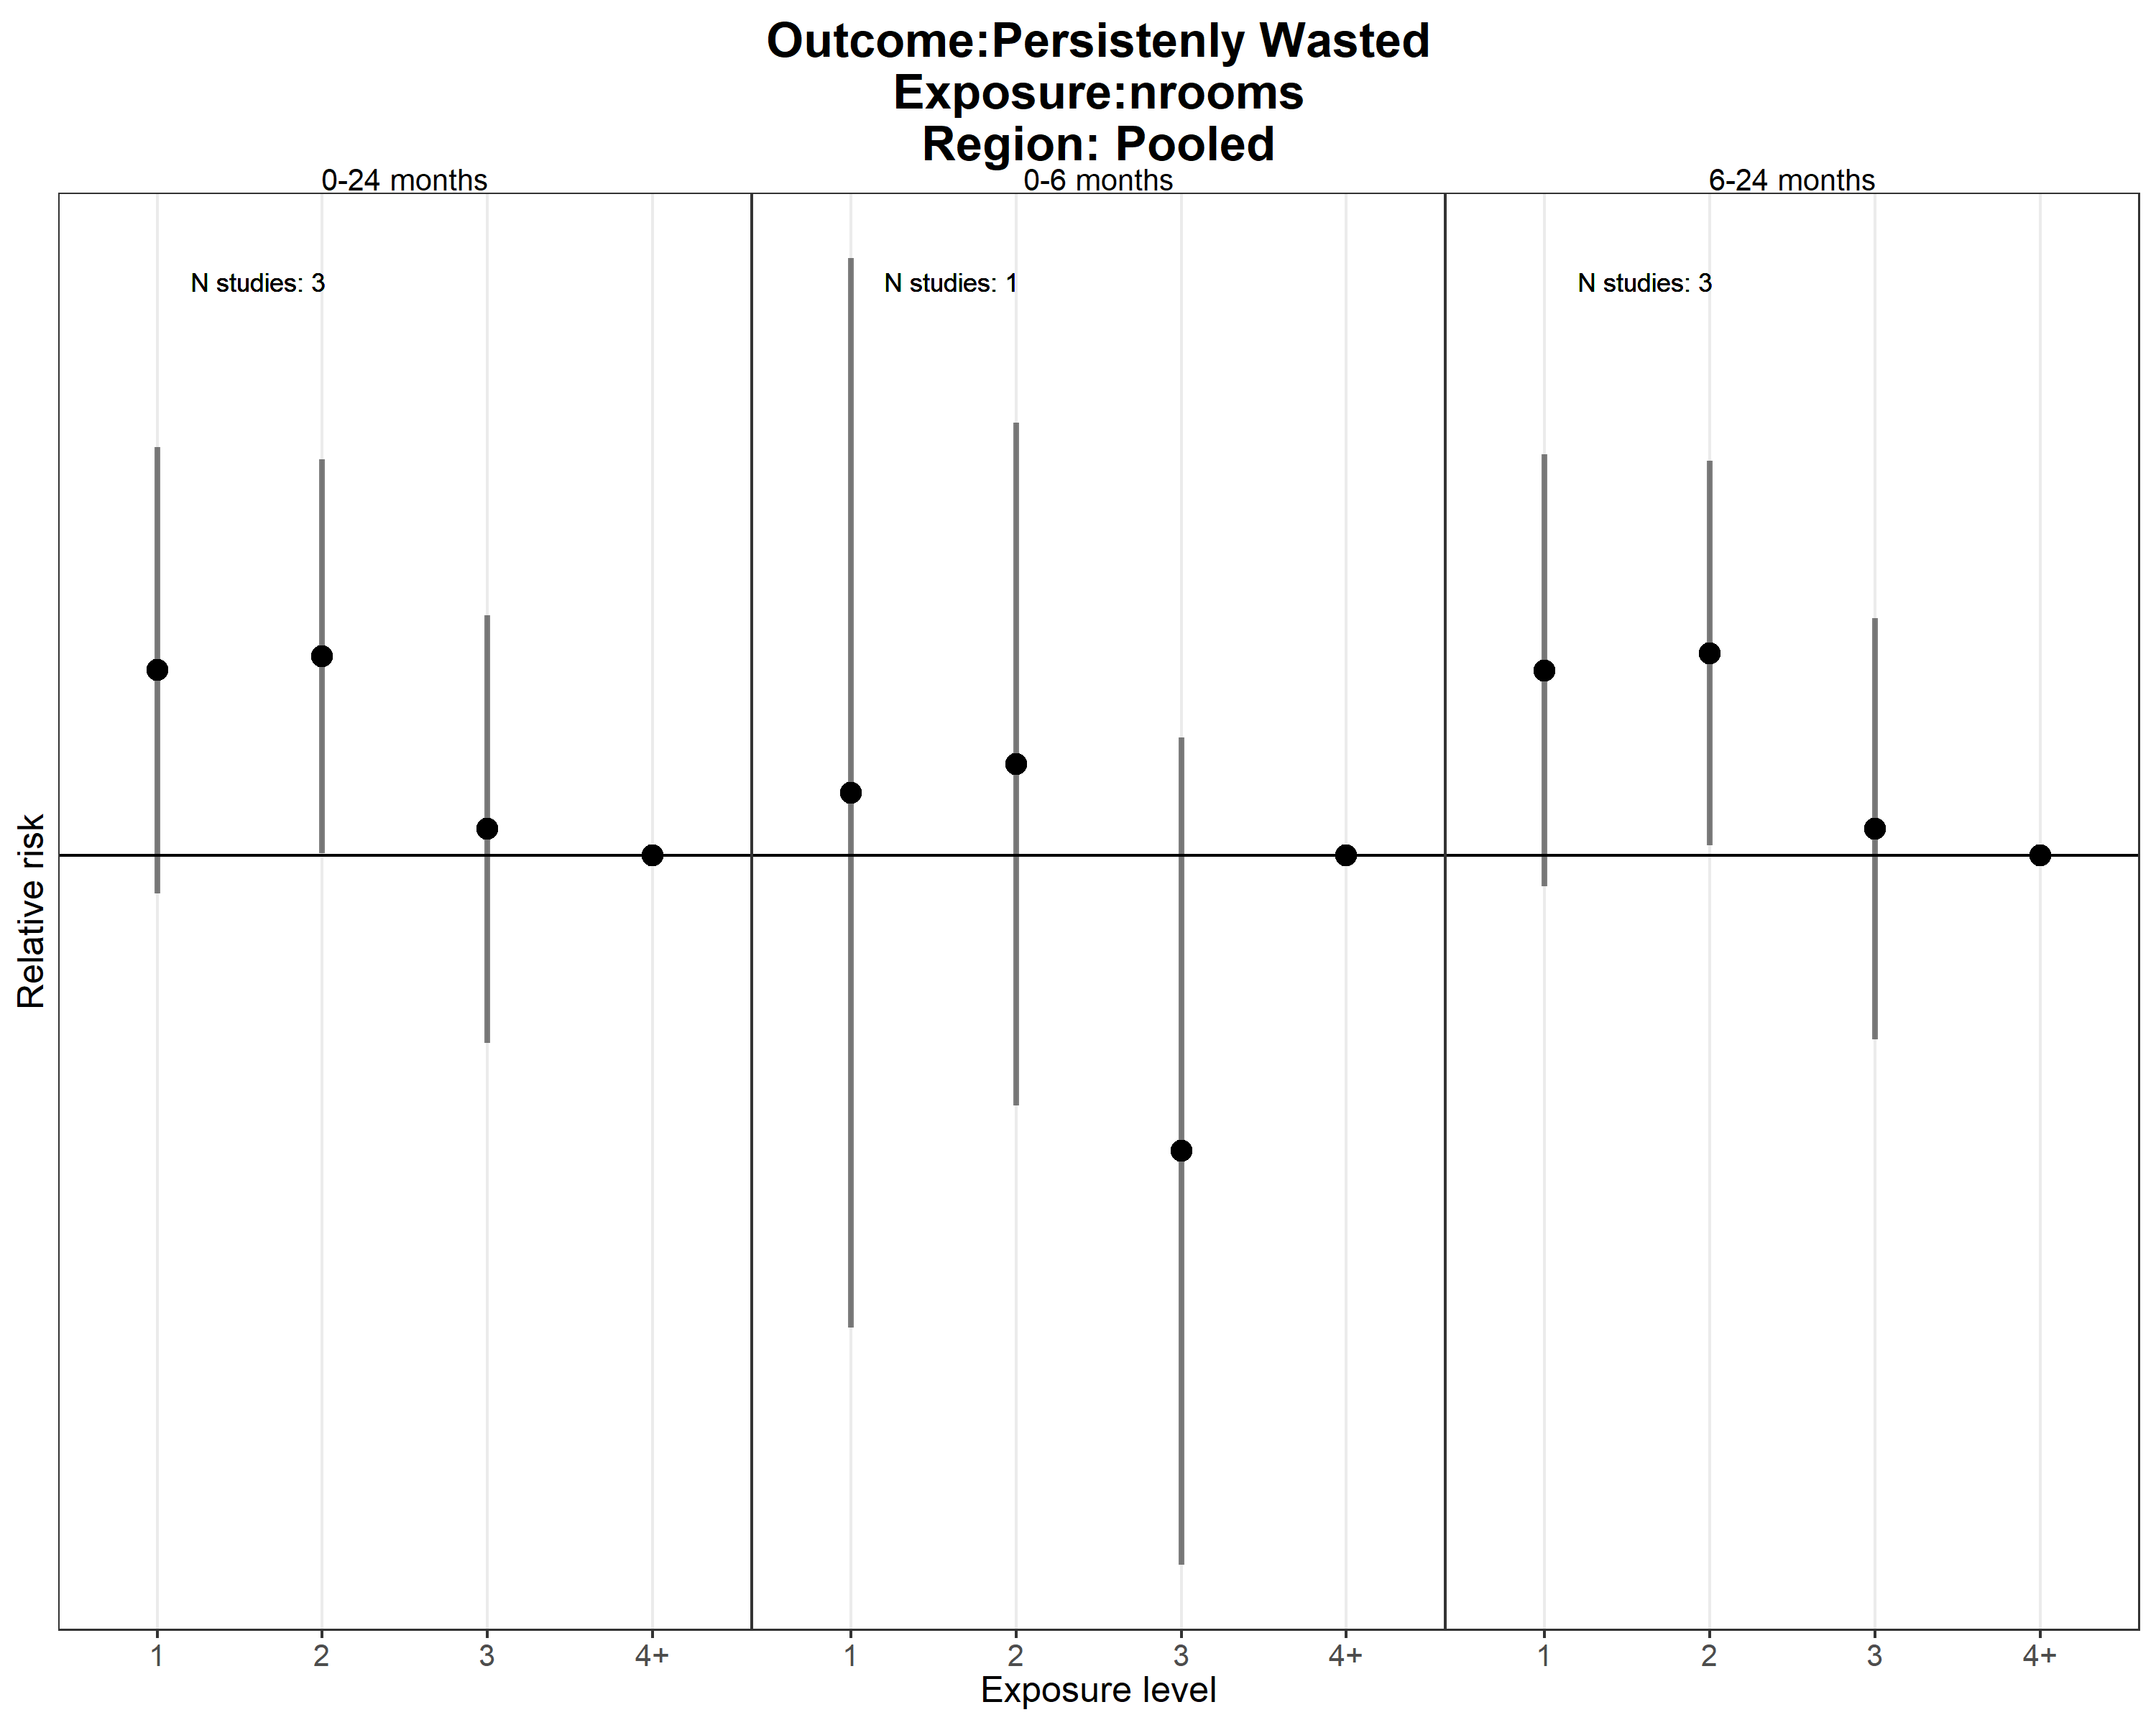 Outcome:Persistenly Wasted
Exposure:nrooms
Region: Pooled
0-24 months
0-6 months
6-24 months
N studies: 3
N studies: 1
N studies: 3
Relative risk
1 2 3 4+
1 2 3 4+
1 2 3 4+
Exposure level